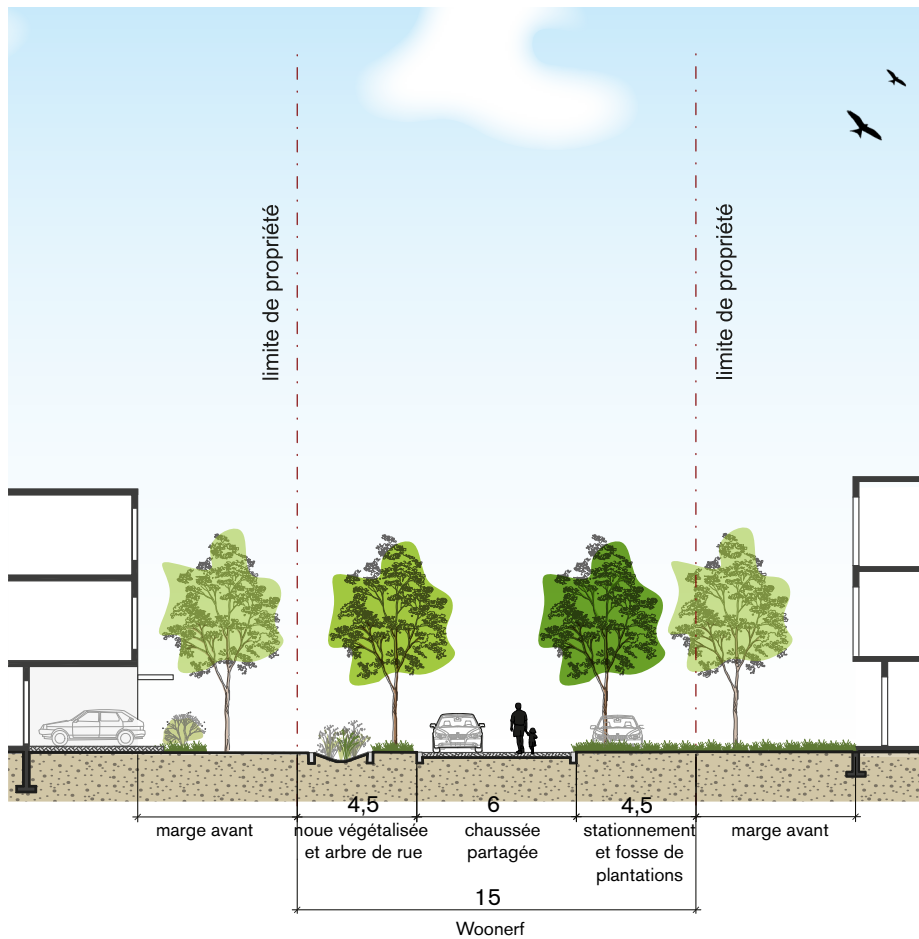 limite de propriété
limite de propriété
4,5
6
4,5
marge avant
noue végétalisée
et arbre de rue
chaussée
partagée
stationnement
et fosse de
plantations
marge avant
15
Woonerf